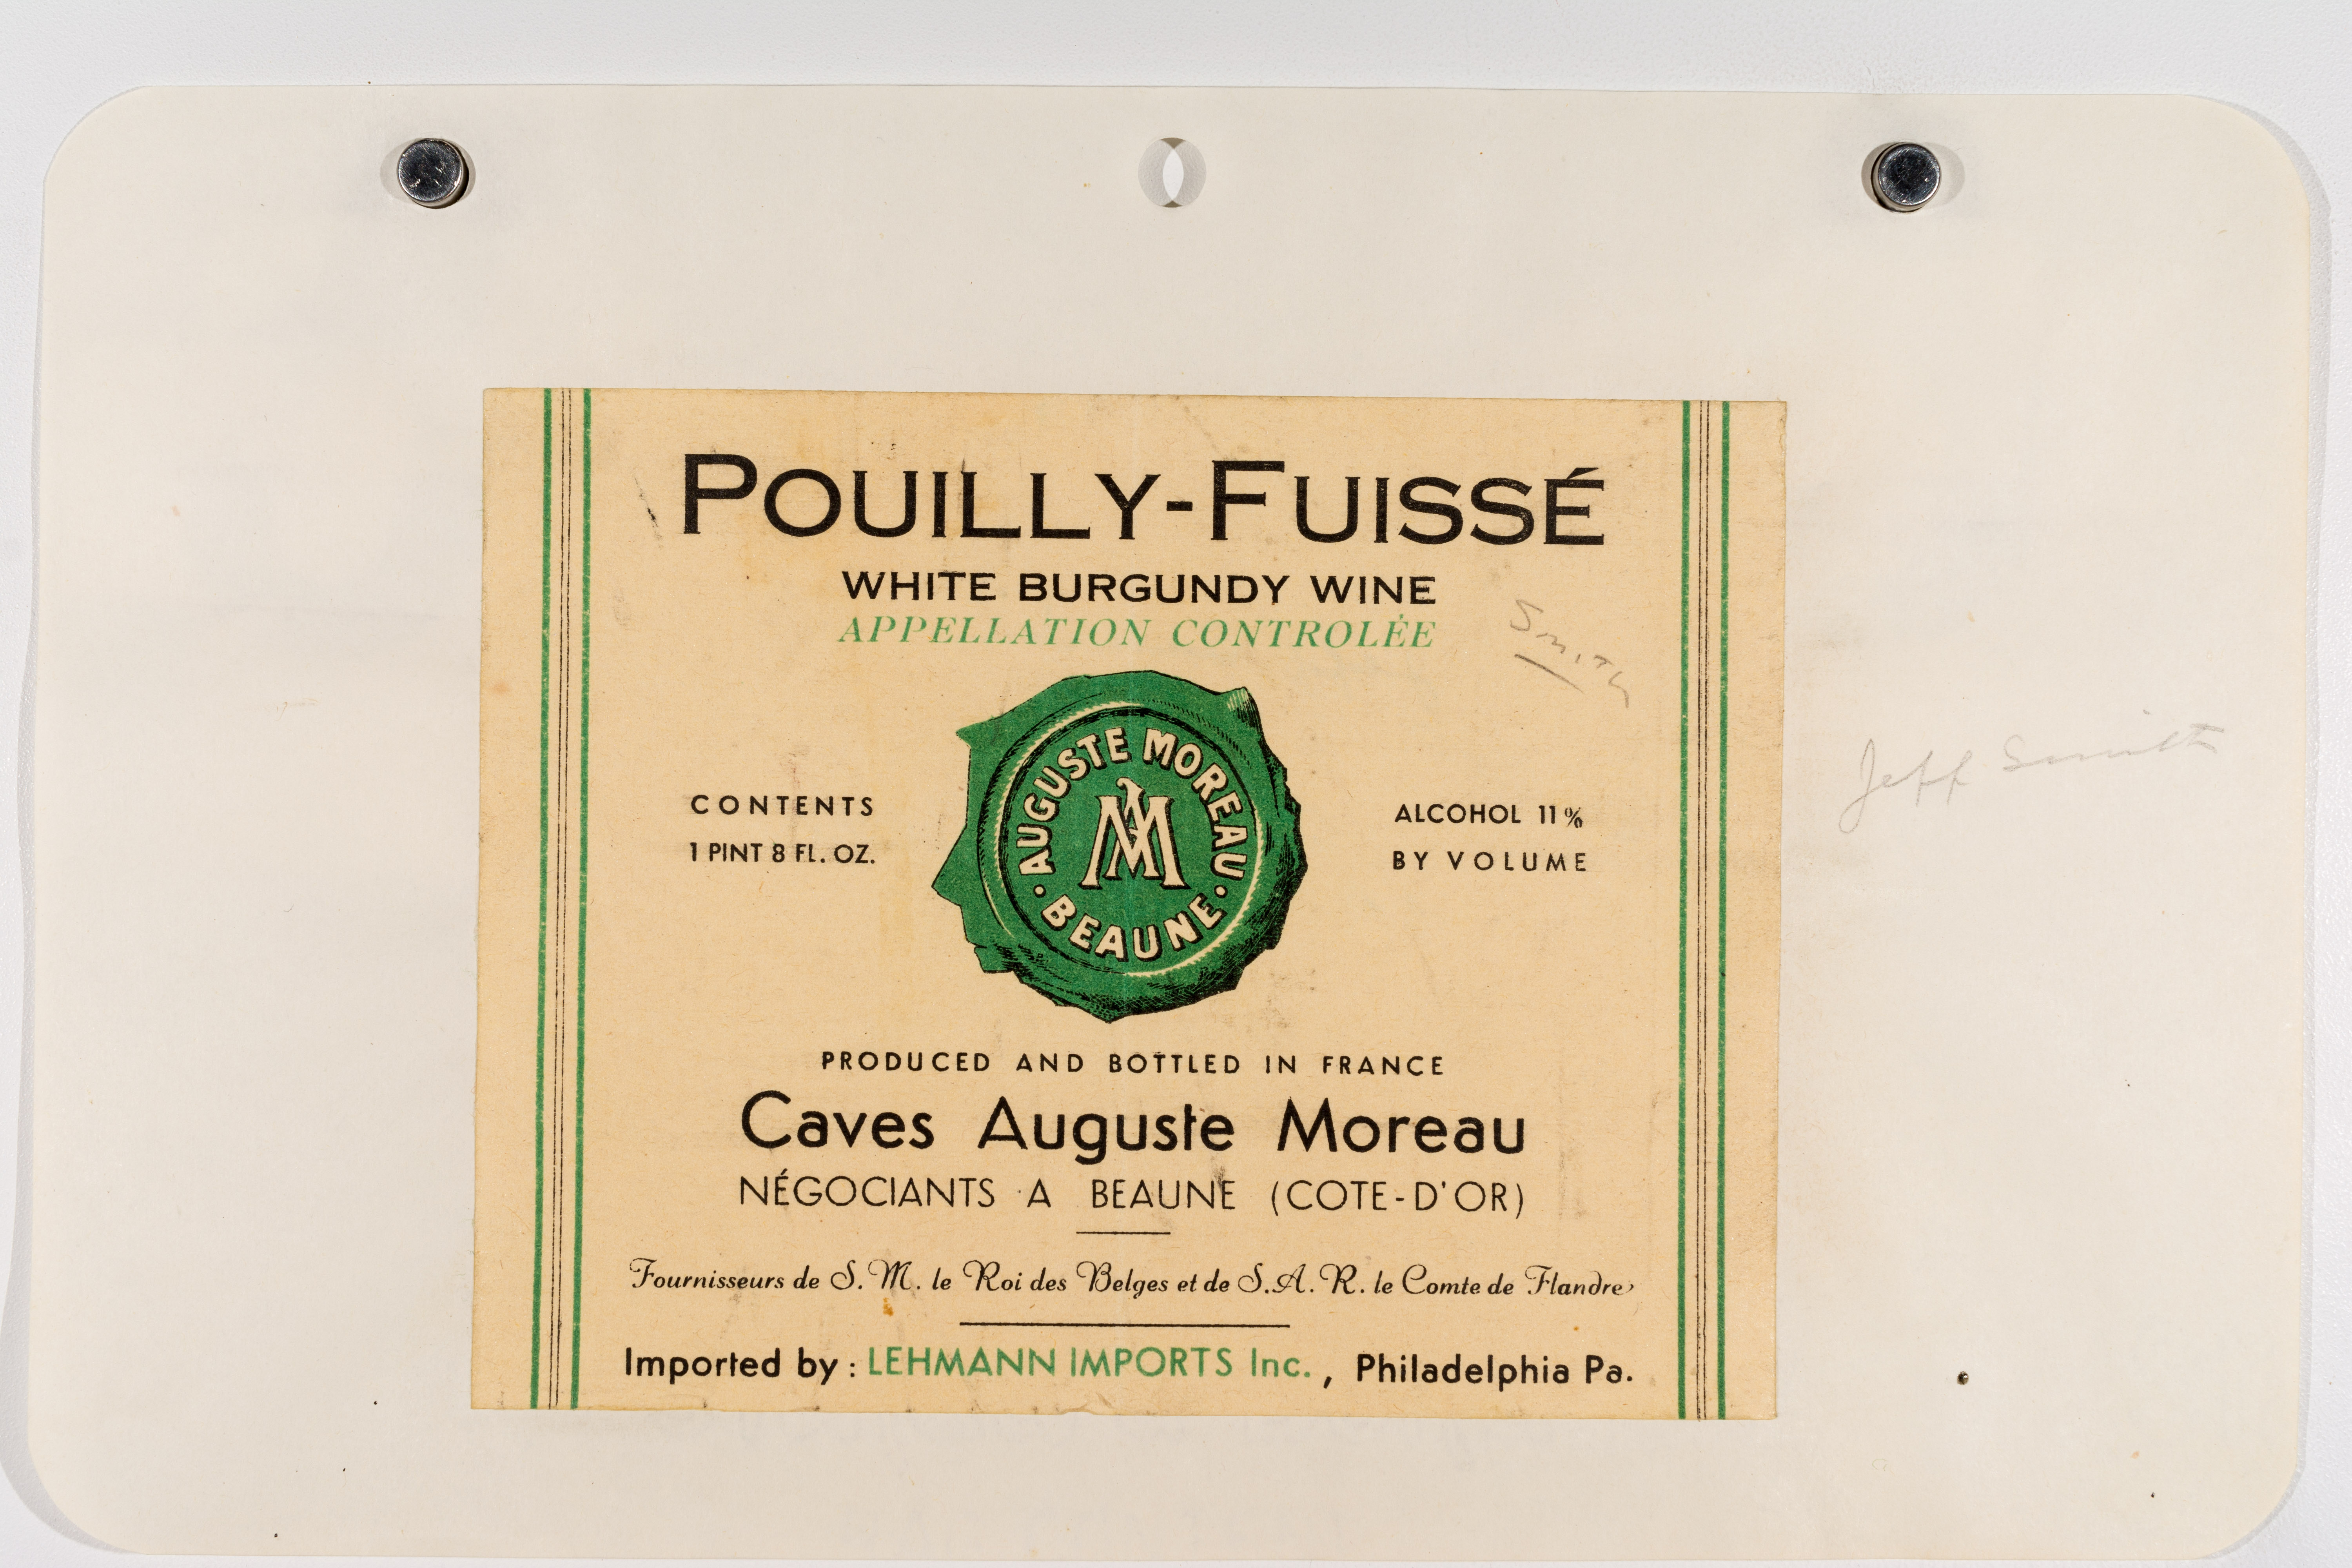 POUILLY-FUISSÉ
WHITE BURGUNDY WINE
APPELLATION CONTROLÉE
Smith
Jeff Smith
CONTENTS
1 PINT 8 FL. OZ.
· AUGUSTE MOREAU ·
AM
BEAUNE
ALCOHOL 11%
BY VOLUME
PRODUCED AND BOTTLED IN FRANCE
Caves Auguste Moreau
NÉGOCIANTS A BEAUNE (COTE-D'OR)
Fournisseurs de S. M. le Roi des Belges et de S. A. R. le Comte de Flandre
Imported by : LEHMANN IMPORTS Inc., Philadelphia Pa.